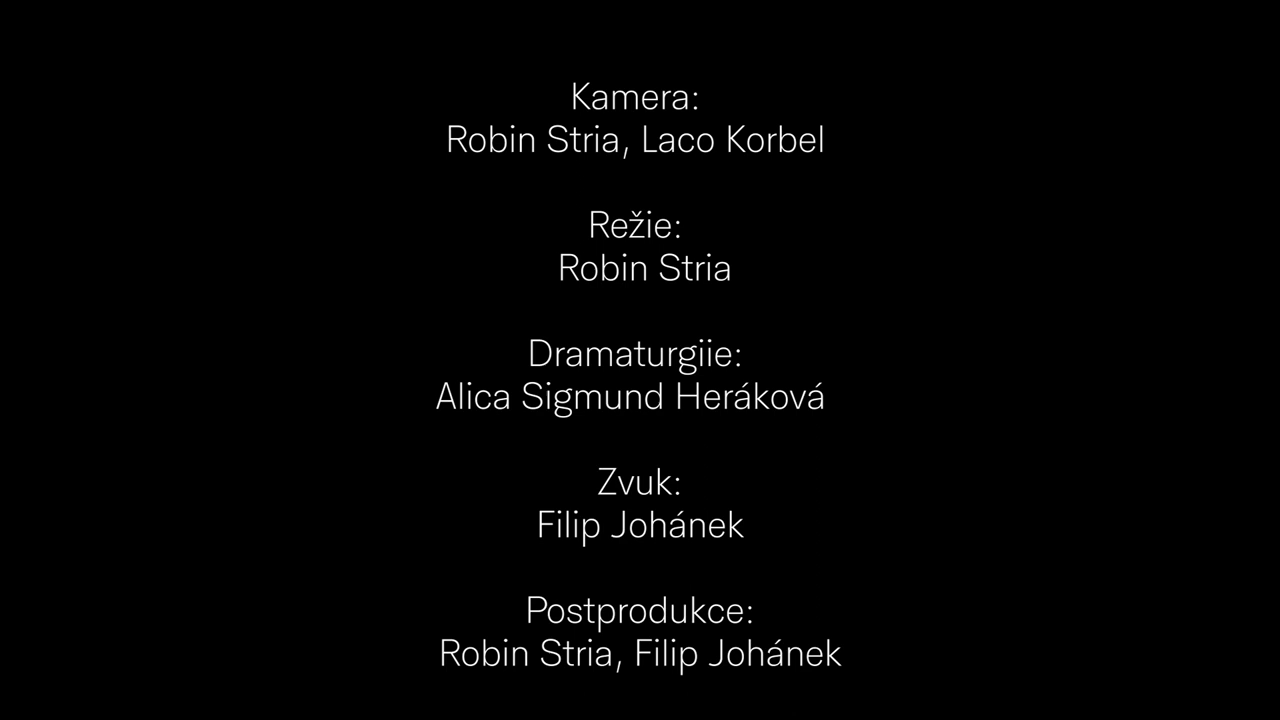 Kamera:
Robin Stria, Laco Korbel
Režie:
Robin Stria
Dramaturgiie:
Alica Sigmund Heráková
Zvuk:
Filip Johánek
Postprodukce:
Robin Stria, Filip Johánek